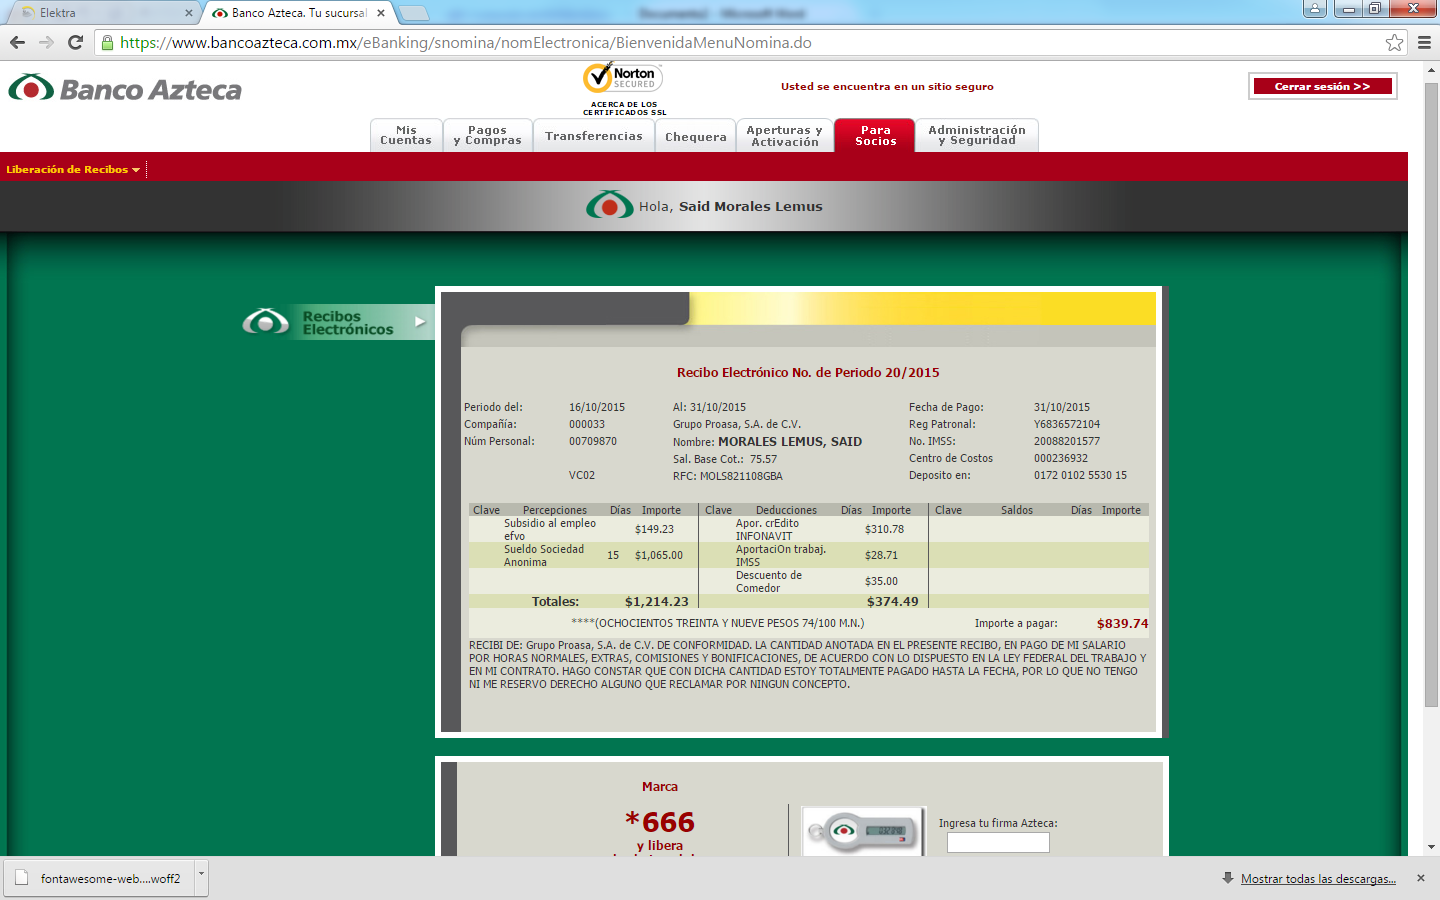 Elektra
Banco Azteca. Tu sucursal
Documento2 - Microsoft Word
https://www.bancoazteca.com.mx/eBanking/snomina/nomElectronica/BienvenidaMenuNomina.do
Banco Azteca
Norton
SECURED
ACERCA DE LOS
CERTIFICADOS SSL
Usted se encuentra en un sitio seguro
Cerrar sesión >>
Mis
Cuentas
Pagos
y Compras
Transferencias
Chequera
Aperturas y
Activación
Para
Socios
Administración
y Seguridad
Liberación de Recibos
Hola, Said Morales Lemus
Recibos
Electrónicos
Recibo Electrónico No. de Periodo 20/2015
Periodo del: 16/10/2015 Al: 31/10/2015 Fecha de Pago: 31/10/2015
Compañía: 000033 Grupo Proasa, S.A. de C.V. Reg Patronal: Y6836572104
Núm Personal: 00709870 Nombre: MORALES LEMUS, SAID No. IMSS: 20088201577
Sal. Base Cot.: 75.57 Centro de Costos 000236932
VC02 RFC: MOLS821108GBA Deposito en: 0172 0102 5530 15
Clave Percepciones Días Importe Clave Deducciones Días Importe Clave Saldos Días Importe
Subsidio al empleo
efvo $149.23 Apor. crEdito
INFONAVIT $310.78
Sueldo Sociedad
Anonima 15 $1,065.00 AportaciOn trabaj.
IMSS $28.71
Descuento de
Comedor $35.00
Totales: $1,214.23 $374.49
****(OCHOCIENTOS TREINTA Y NUEVE PESOS 74/100 M.N.) Importe a pagar: $839.74
RECIBI DE: Grupo Proasa, S.A. de C.V. DE CONFORMIDAD. LA CANTIDAD ANOTADA EN EL PRESENTE RECIBO, EN PAGO DE MI SALARIO
POR HORAS NORMALES, EXTRAS, COMISIONES Y BONIFICACIONES, DE ACUERDO CON LO DISPUESTO EN LA LEY FEDERAL DEL TRABAJO Y
EN MI CONTRATO. HAGO CONSTAR QUE CON DICHA CANTIDAD ESTOY TOTALMENTE PAGADO HASTA LA FECHA, POR LO QUE NO TENGO
NI ME RESERVO DERECHO ALGUNO QUE RECLAMAR POR NINGUN CONCEPTO.
Marca
*666
y libera
Ingresa tu firma Azteca:
fontawesome-web....woff2
Mostrar todas las descargas...